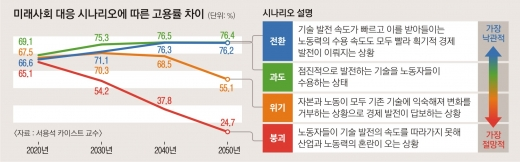 미래사회 대응 시나리오에 따른 고용률 차이 (단위: %)
69.1
67.5
66.6
65.1
75.3
71.1
70.3
54.2
76.5
76.3
68.5
37.8
76.4
76.2
55.1
24.7
2020년
2030년
2040년
2050년
(자료 : 서용석 카이스트 교수)
시나리오 설명
전환
기술 발전 속도가 빠르고 이를 받아들이는
노동력의 수용 속도도 모두 빨라 획기적 경제
발전이 이뤄지는 상황
과도
점진적으로 발전하는 기술을 노동자들이
수용하는 상태
위기
자본과 노동이 모두 기존 기술에 익숙해져 변화를
거부하는 상황으로 경제 발전이 답보하는 상황
붕괴
노동자들이 기술 발전의 속도를 따라가지 못해
산업과 노동력의 혼란이 오는 상황
가장
낙관적
가장
절망적